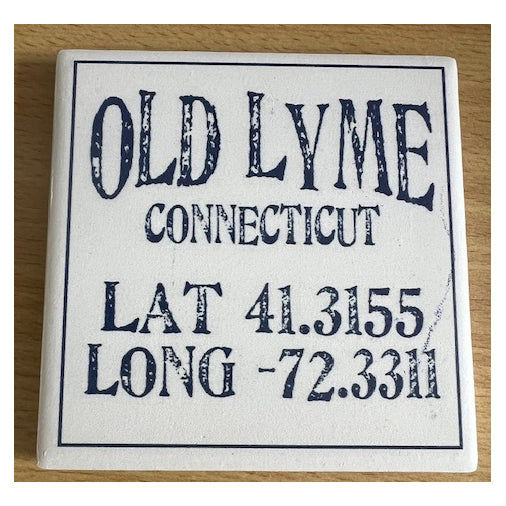 OLD LYME
CONNECTICUT
LAT 41.3155
LONG -72.3311